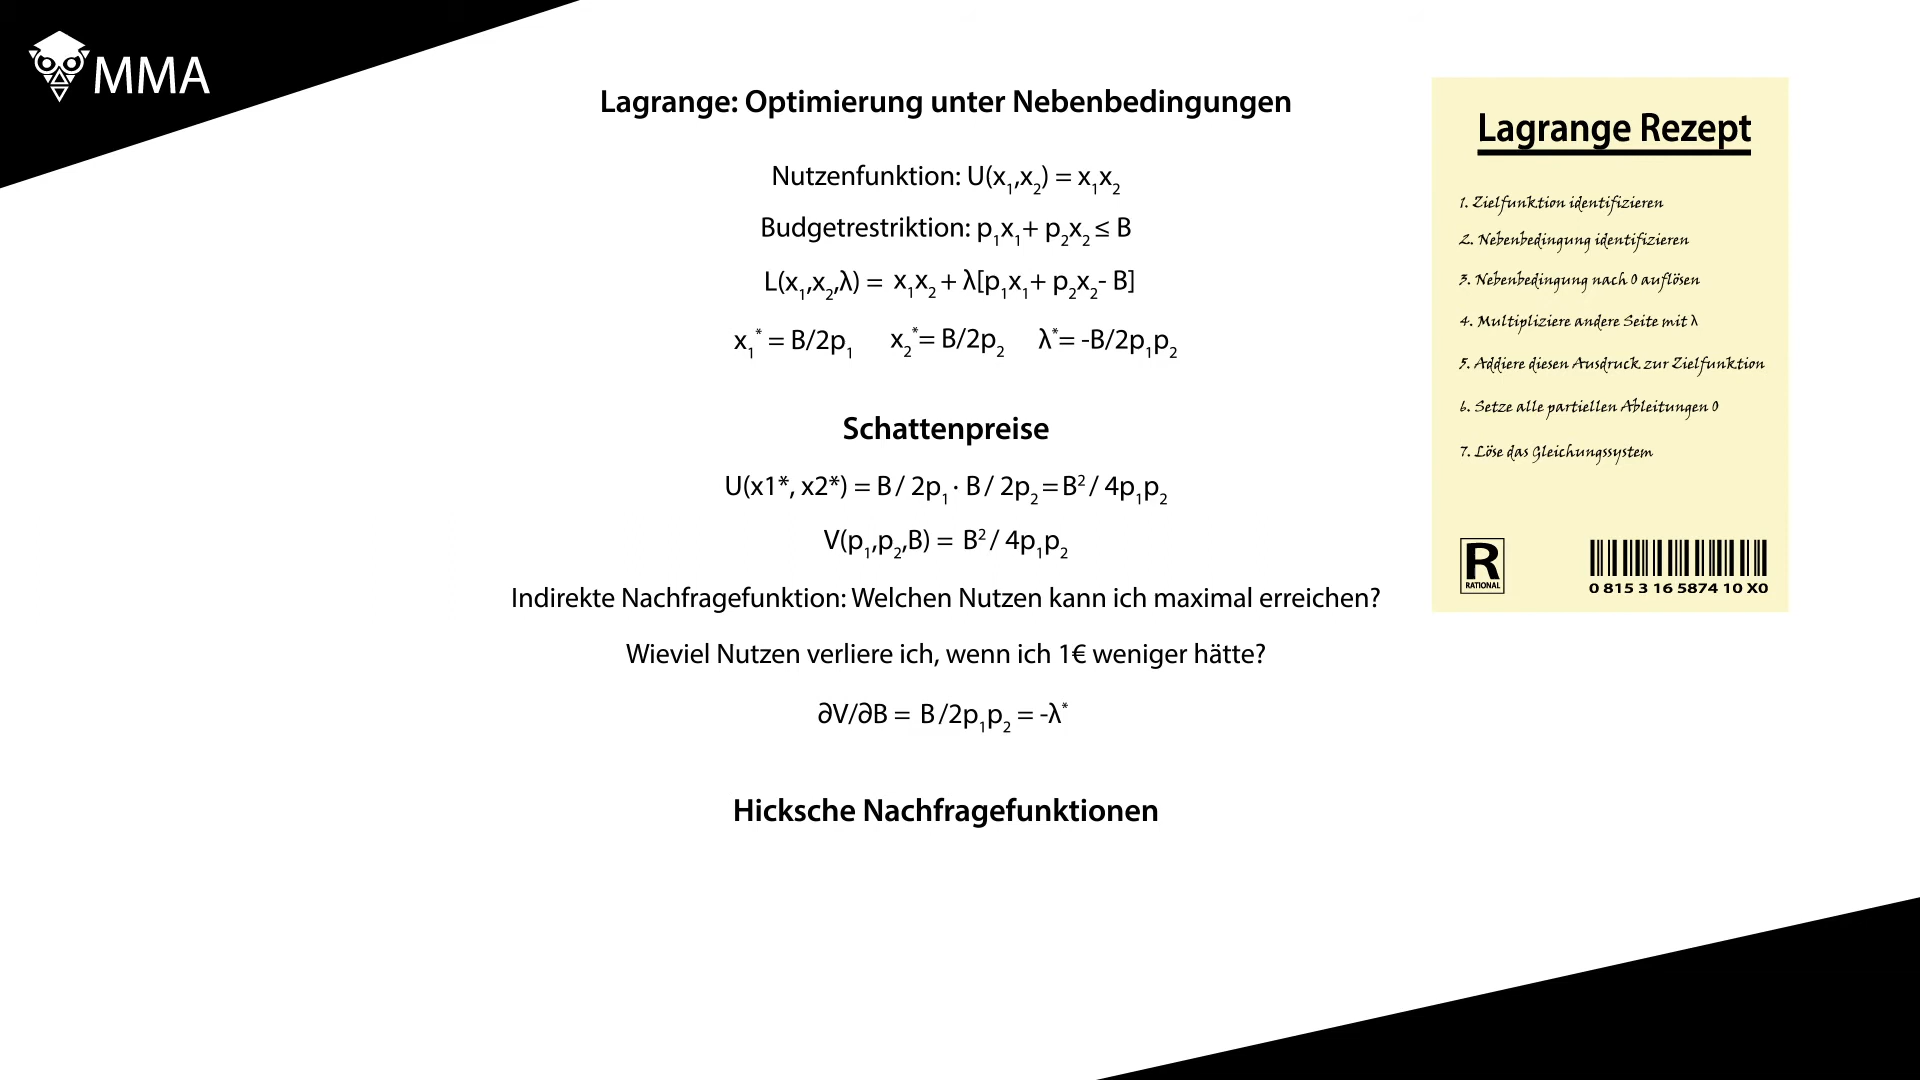 MMA
Lagrange: Optimierung unter Nebenbedingungen
Nutzenfunktion: U(x₁,x₂) = x₁x₂
Budgetrestriktion: p₁x₁+ p₂x₂ ≤ B
L(x₁,x₂,λ) = x₁x₂ + λ[p₁x₁+ p₂x₂- B]
x₁* = B/2p₁ x₂*= B/2p₂ λ*= -B/2p₁p₂
Schattenpreise
U(x1*, x2*) = B / 2p₁ · B / 2p₂ = B² / 4p₁p₂
V(p₁,p₂,B) = B² / 4p₁p₂
Indirekte Nachfragefunktion: Welchen Nutzen kann ich maximal erreichen?
Wieviel Nutzen verliere ich, wenn ich 1€ weniger hätte?
∂V/∂B = B /2p₁p₂ = -λ*
Hicksche Nachfragefunktionen
Lagrange Rezept
1. Zielfunktion identifizieren
2. Nebenbedingung identifizieren
3. Nebenbedingung nach 0 auflösen
4. Multipliziere andere Seite mit λ
5. Addiere diesen Ausdruck zur Zielfunktion
6. Setze alle partiellen Ableitungen 0
7. Löse das Gleichungssystem
R
RATIONAL
0 815 3 16 5874 10 X0